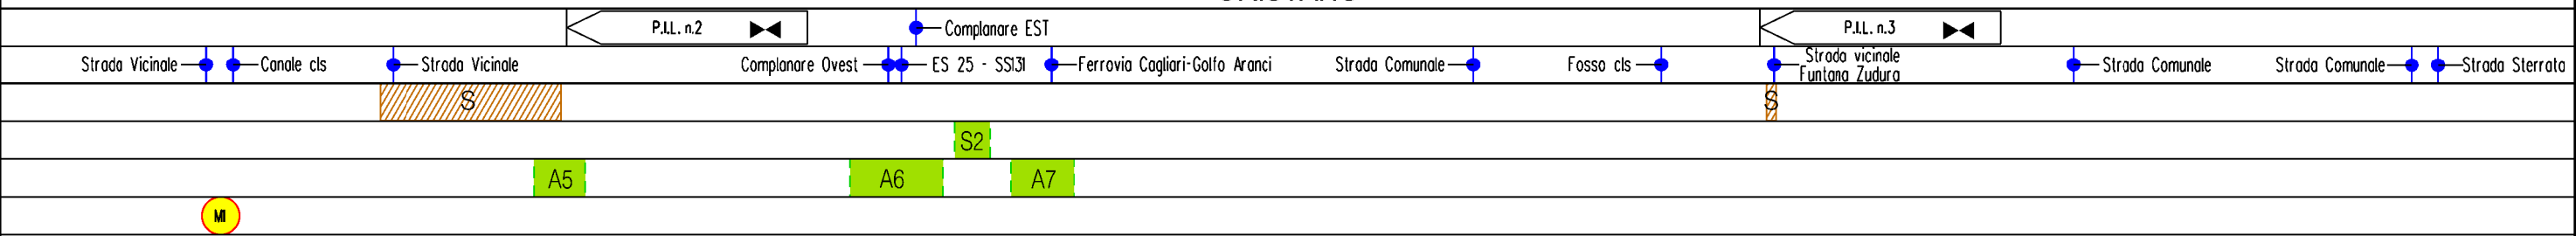 P.I.L. n.2
Complanare EST
P.I.L. n.3
Strada Vicinale
Canale cls
Strada Vicinale
Complanare Ovest
ES 25 - SS131
Ferrovia Cagliari-Golfo Aranci
Strada Comunale
Fosso cls
Strada vicinale
Funtana Zudura
Strada Comunale
Strada Comunale
Strada Sterrata
S
S
S2
A5
A6
A7
MI